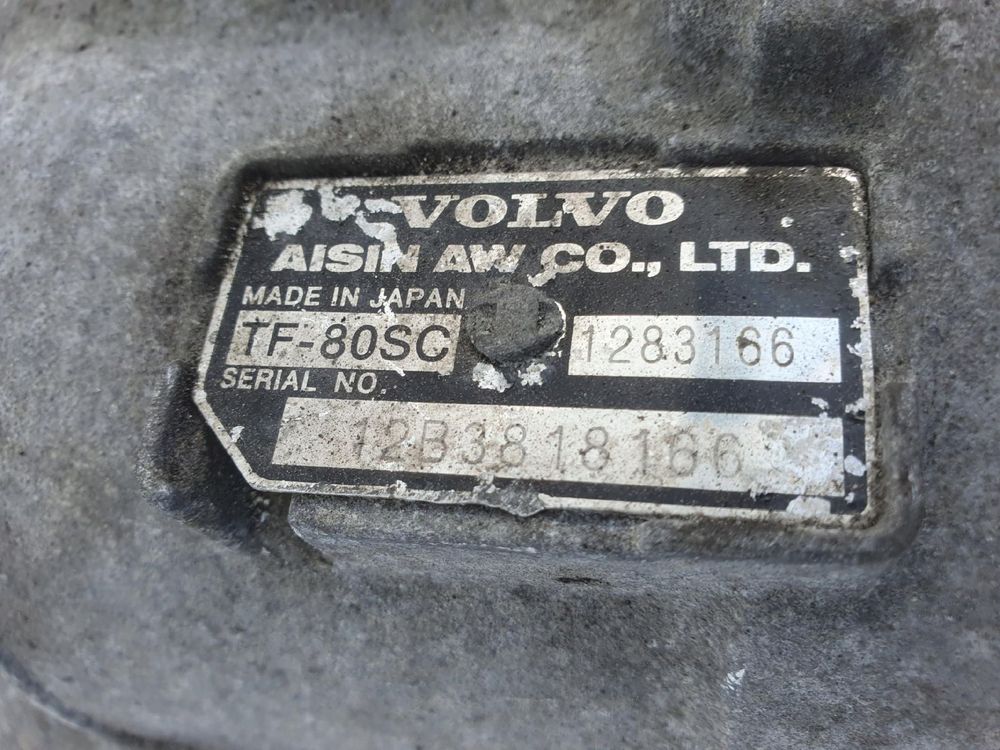 VOLVO
AISIN AW CO., LTD.
MADE IN JAPAN
TF-80SC 1283166
SERIAL NO.
12B3818186